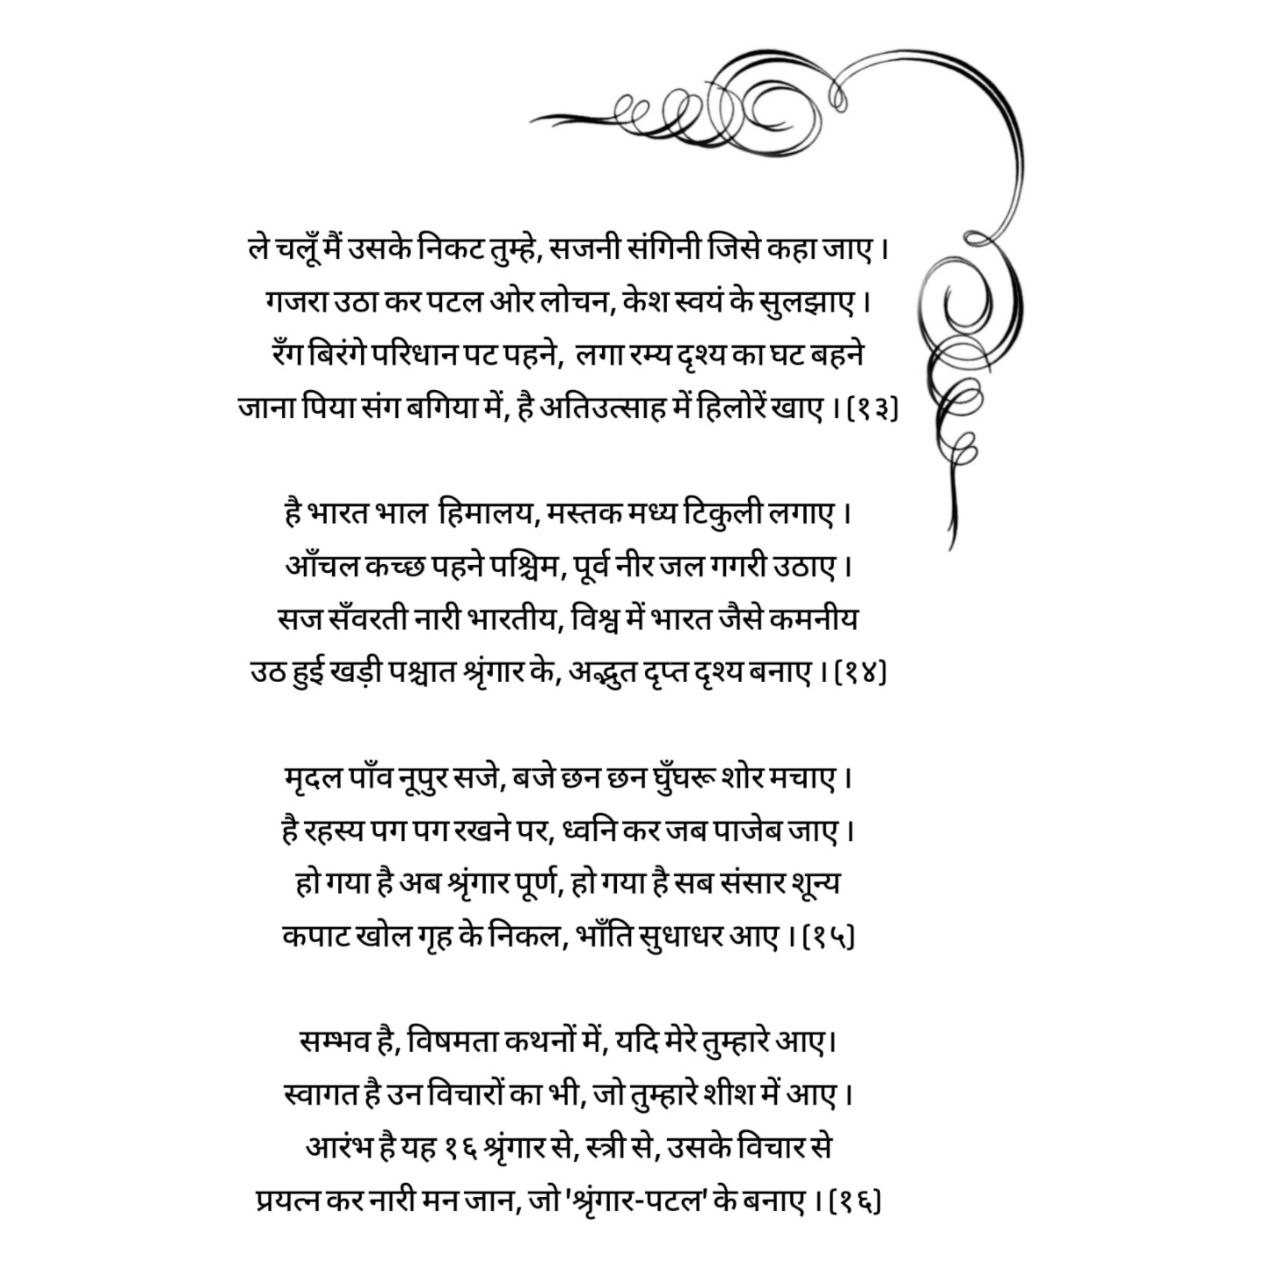 ले चलूँ मैं उसके निकट तुम्हे, सजनी संगिनी जिसे कहा जाए ।
गजरा उठा कर पटल ओर लोचन, केश स्वयं के सुलझाए ।
रँग बिरंगे परिधान पट पहने, लगा रम्य दृश्य का घट बहने
जाना पिया संग बगिया में, है अतिउत्साह में हिलोरें खाए । (१३)
है भारत भाल हिमालय, मस्तक मध्य टिकुली लगाए ।
आँचल कच्छ पहने पश्चिम, पूर्व नीर जल गगरी उठाए ।
सज सँवरती नारी भारतीय, विश्व में भारत जैसे कमनीय
उठ हुई खड़ी पश्चात श्रृंगार के, अद्भुत दृप्त दृश्य बनाए । (१४)
मृदल पाँव नूपुर सजे, बजे छन छन घुँघरू शोर मचाए ।
है रहस्य पग पग रखने पर, ध्वनि कर जब पाजेब जाए ।
हो गया है अब श्रृंगार पूर्ण, हो गया है सब संसार शून्य
कपाट खोल गृह के निकल, भाँति सुधाधर आए । (१५)
सम्भव है, विषमता कथनों में, यदि मेरे तुम्हारे आए।
स्वागत है उन विचारों का भी, जो तुम्हारे शीश में आए ।
आरंभ है यह १६ श्रृंगार से, स्त्री से, उसके विचार से
प्रयत्न कर नारी मन जान, जो 'श्रृंगार-पटल' के बनाए । (१६)